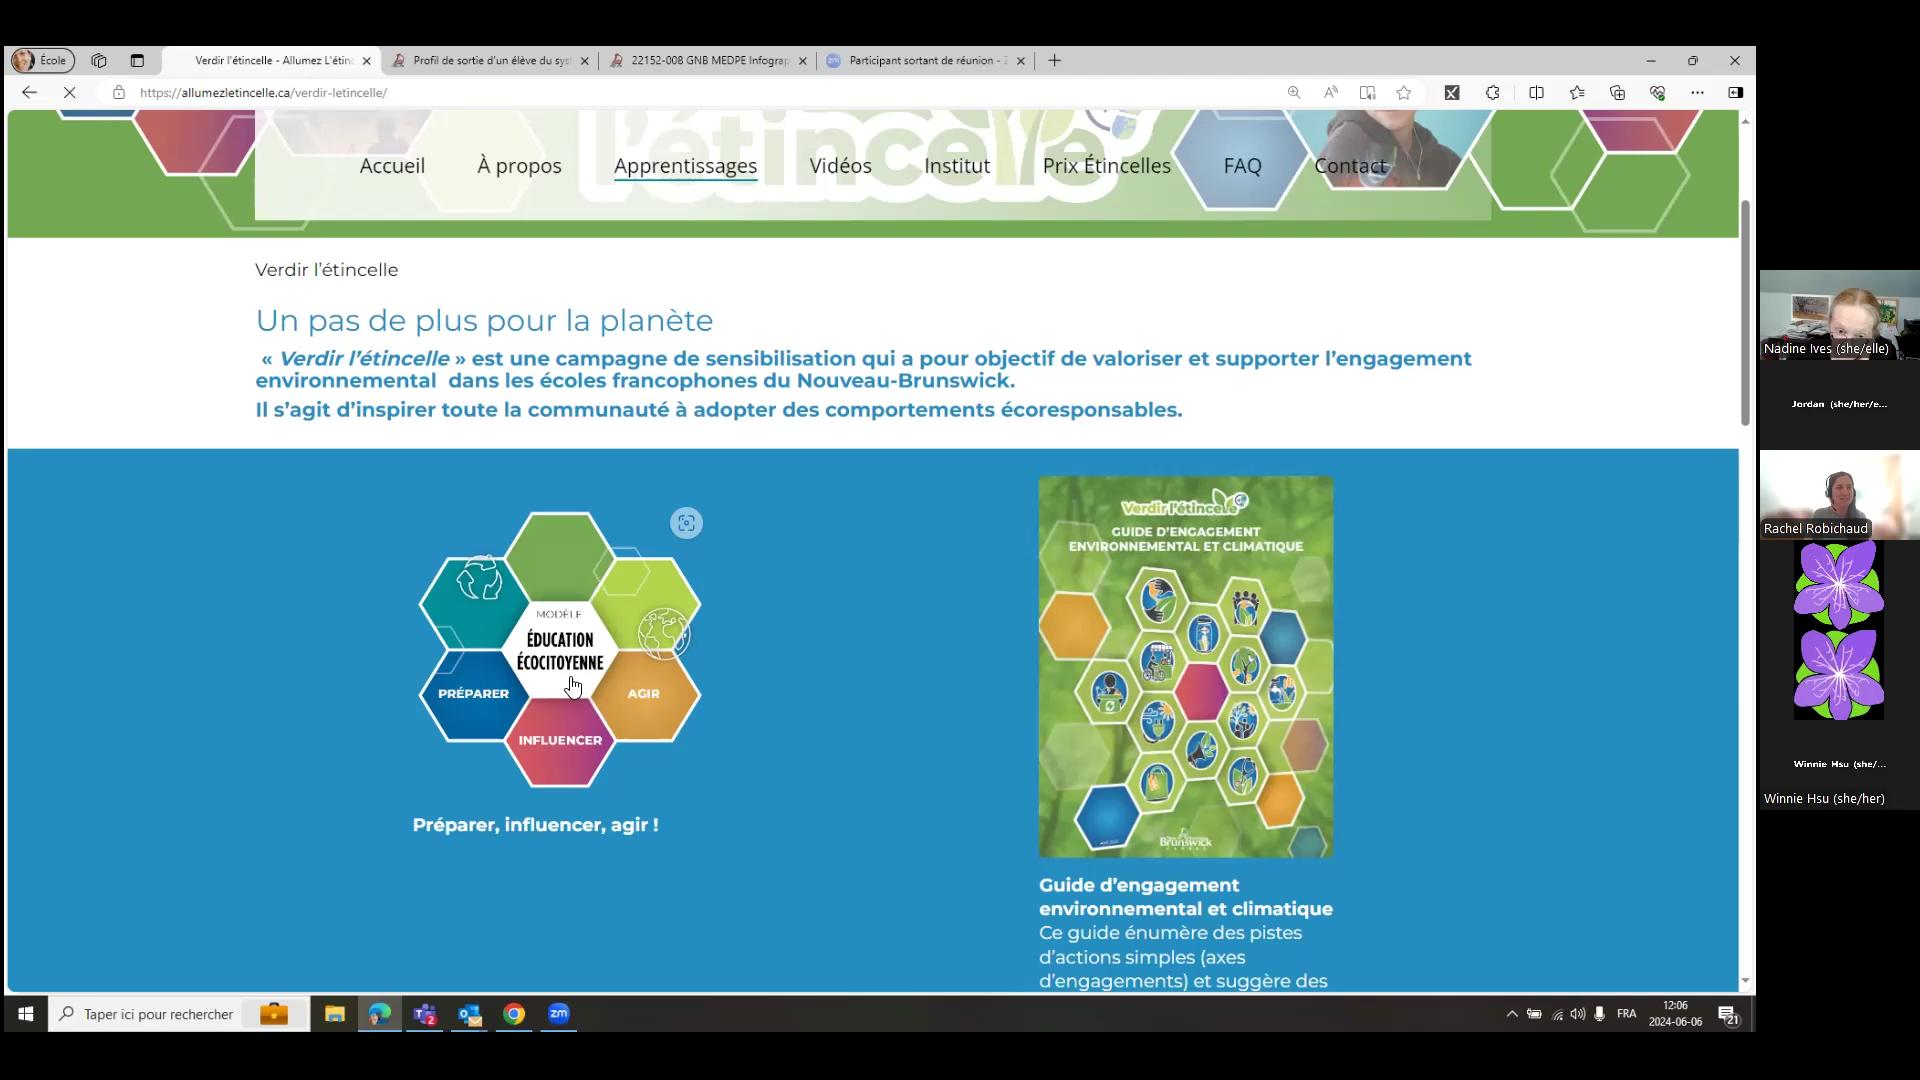 École
Verdir l'étincelle - Allumez L'étin
Profil de sortie d'un élève du sys
22152-008 GNB MEDPE Infograp
Participant sortant de réunion -
https://allumezletincelle.ca/verdir-letincelle/
l'étincelle
Accueil À propos Apprentissages Vidéos Institut Prix Étincelles FAQ Contact
Verdir l'étincelle
Un pas de plus pour la planète
« Verdir l'étincelle » est une campagne de sensibilisation qui a pour objectif de valoriser et supporter l'engagement
environnemental dans les écoles francophones du Nouveau-Brunswick.
Il s'agit d'inspirer toute la communauté à adopter des comportements écoresponsables.
MODÈLE
ÉDUCATION
ÉCOCITOYENNE
PRÉPARER
AGIR
INFLUENCER
Préparer, influencer, agir !
Verdir l'étincelle
GUIDE D'ENGAGEMENT
ENVIRONNEMENTAL ET CLIMATIQUE
Brunswick
Guide d'engagement
environnemental et climatique
Ce guide énumère des pistes
d'actions simples (axes
d'engagements) et suggère des
Nadine Ives (she/elle)
Jordan (she/her/e...
Rachel Robichaud
Winnie Hsu (she/...
Winnie Hsu (she/her)
Taper ici pour rechercher
2
zm
FRA
12:06
2024-06-06
21